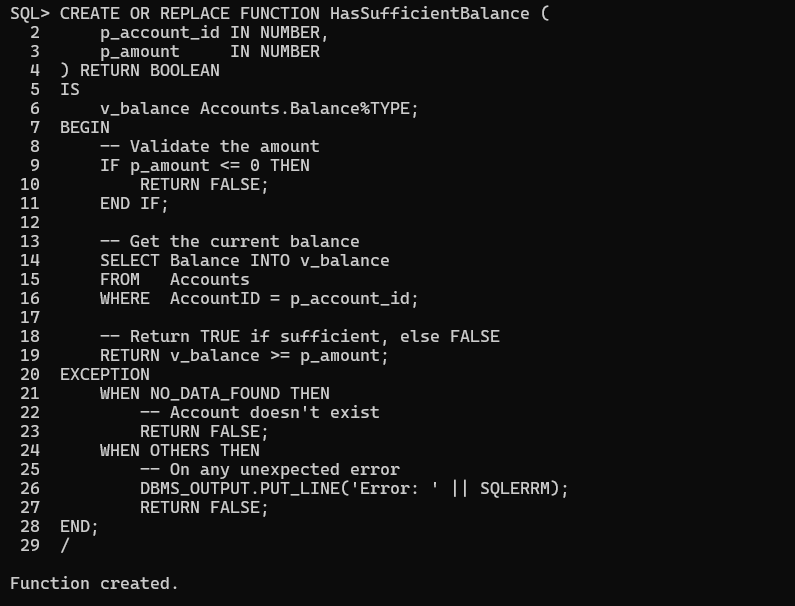 SQL> CREATE OR REPLACE FUNCTION HasSufficientBalance (
  2      p_account_id IN NUMBER,
  3      p_amount     IN NUMBER
  4  ) RETURN BOOLEAN
  5  IS
  6      v_balance Accounts.Balance%TYPE;
  7  BEGIN
  8      -- Validate the amount
  9      IF p_amount <= 0 THEN
 10          RETURN FALSE;
 11      END IF;
 12
 13      -- Get the current balance
 14      SELECT Balance INTO v_balance
 15      FROM   Accounts
 16      WHERE  AccountID = p_account_id;
 17
 18      -- Return TRUE if sufficient, else FALSE
 19      RETURN v_balance >= p_amount;
 20  EXCEPTION
 21      WHEN NO_DATA_FOUND THEN
 22          -- Account doesn't exist
 23          RETURN FALSE;
 24      WHEN OTHERS THEN
 25          -- On any unexpected error
 26          DBMS_OUTPUT.PUT_LINE('Error: ' || SQLERRM);
 27          RETURN FALSE;
 28  END;
 29  /
Function created.